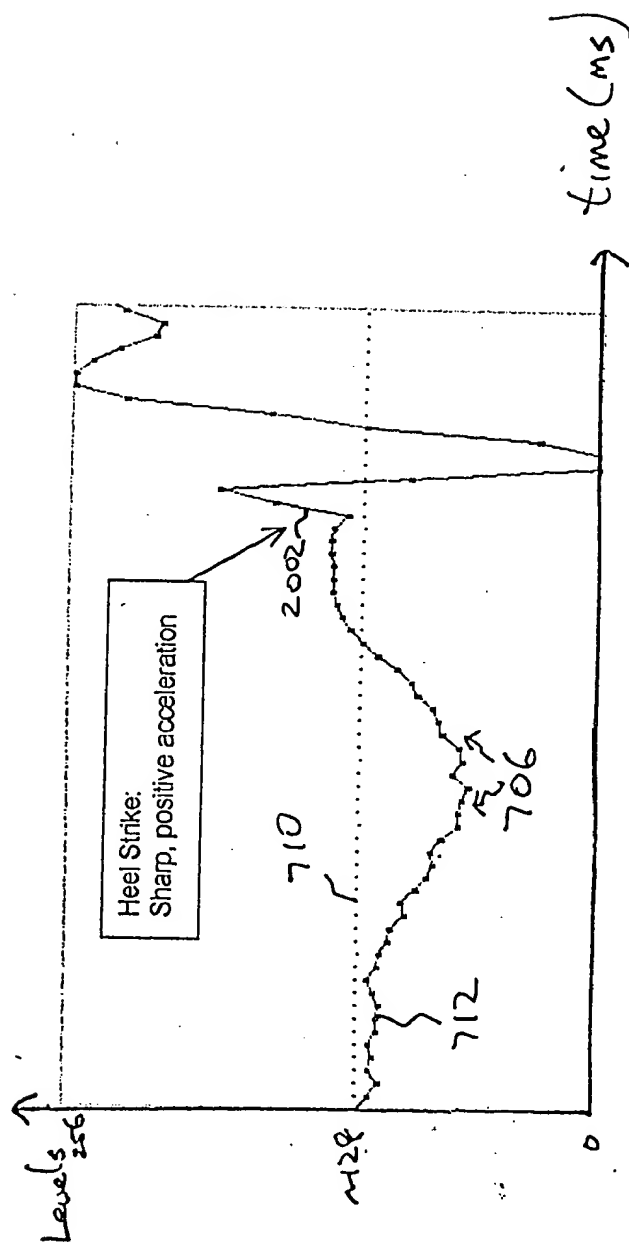 Levels
256
~128
0
Heel Strike:
Sharp, positive acceleration
2002
710
712
706
time (ms)